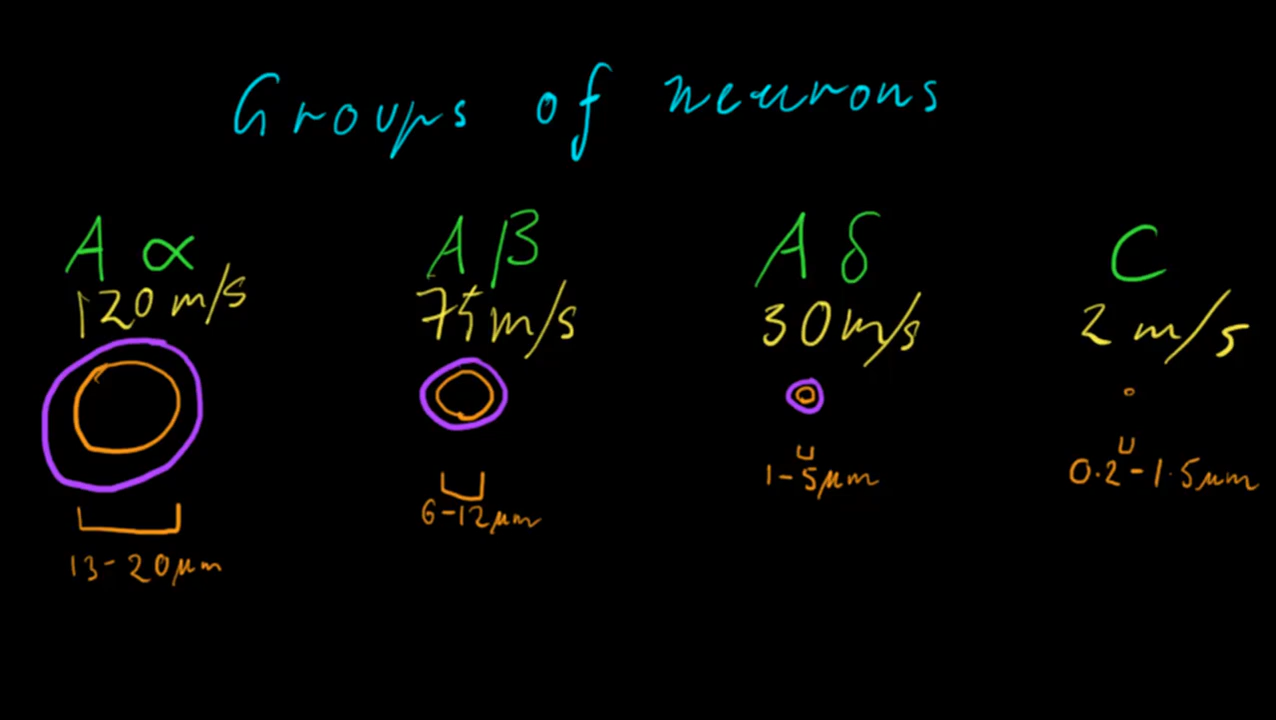 Groups of neurons
A α
120 m/s
13-20 μm
A β
75 m/s
6-12 μm
A δ
30 m/s
1-5 μm
C
2 m/s
0.2-1.5 μm